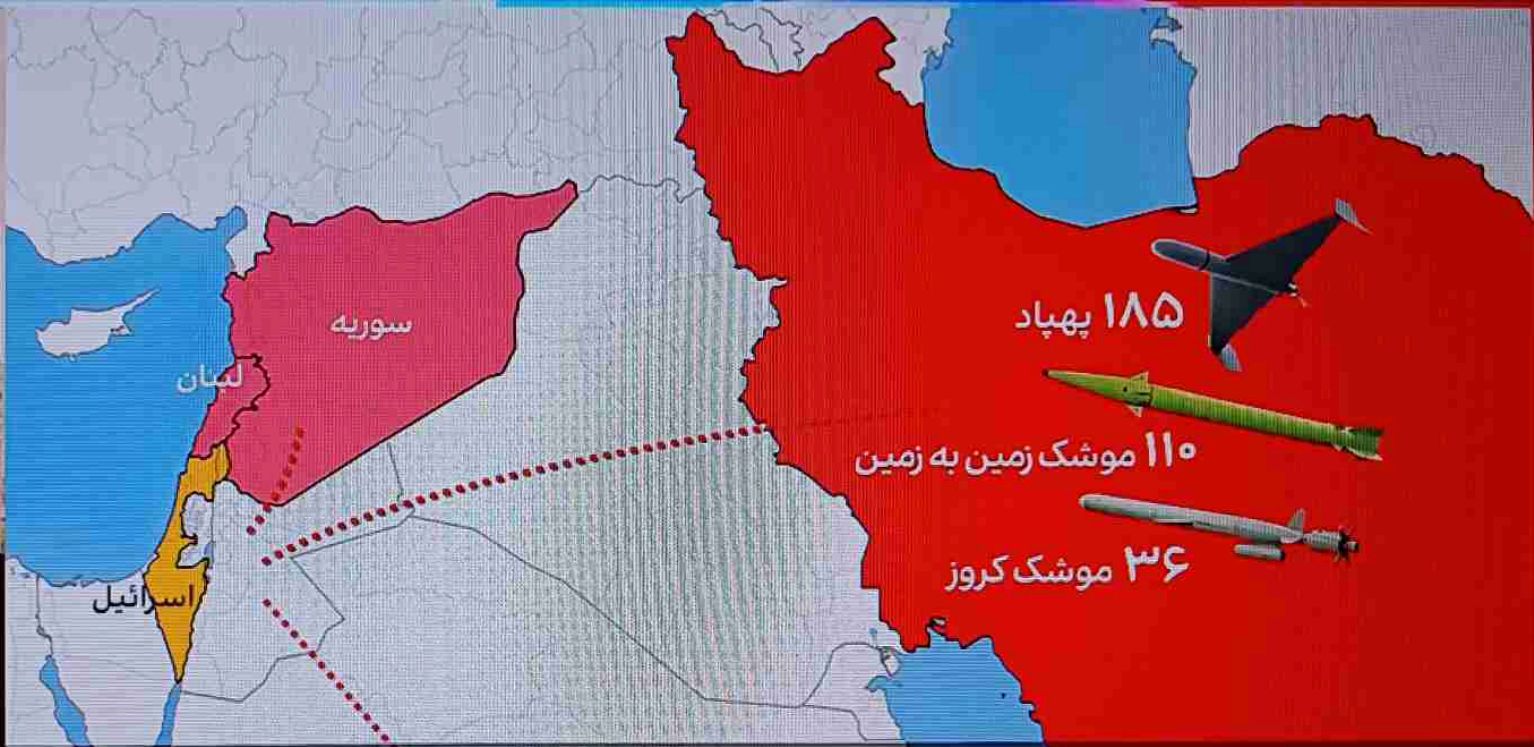 سوریه
لبنان
اسرائیل
۱۸۵ پهپاد
۱۱۰ موشک زمین به زمین
۳۶ موشک کروز